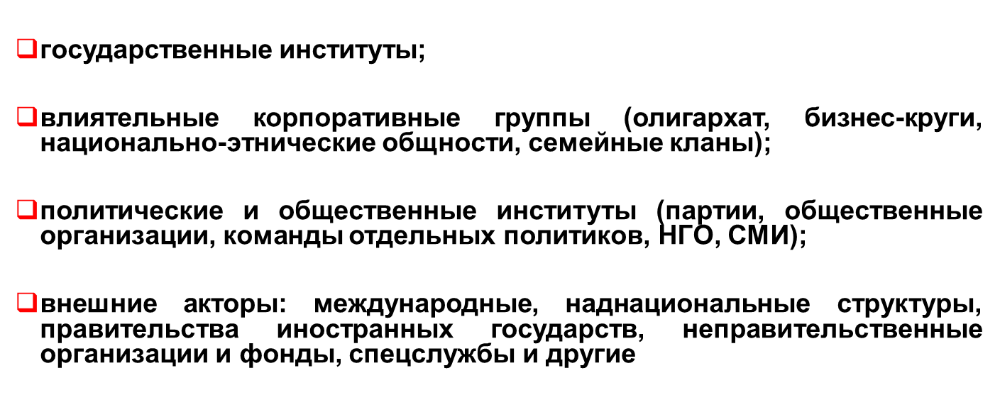 государственные институты;
влиятельные корпоративные группы (олигархат, бизнес-круги,
национально-этнические общности, семейные кланы);
политические и общественные институты (партии, общественные
организации, команды отдельных политиков, НГО, СМИ);
внешние акторы: международные, наднациональные структуры,
правительства иностранных государств, неправительственные
организации и фонды, спецслужбы и другие